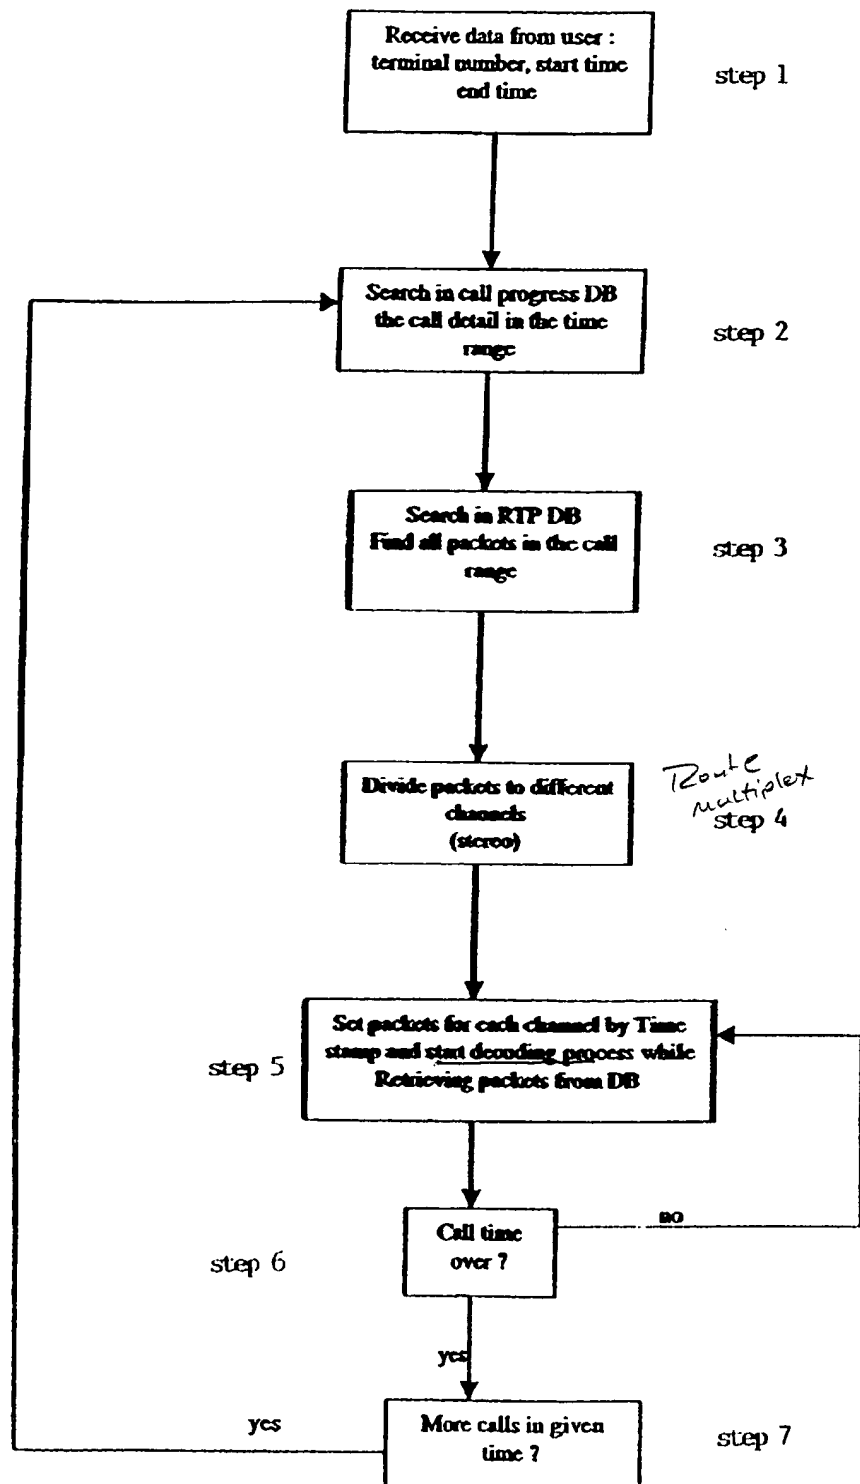 Receive data from user :
terminal number, start time
end time
step 1
Search in call progress DB
the call detail in the time
range
step 2
Search in RTP DB
Find all packets in the call
range
step 3
Divide packets to different
channels
(stereo)
Route
multiplex
step 4
Set packets for each channel by Time
stamp and start decoding process while
Retrieving packets from DB
step 5
no
Call time
over ?
step 6
yes
More calls in given
time ?
yes
step 7